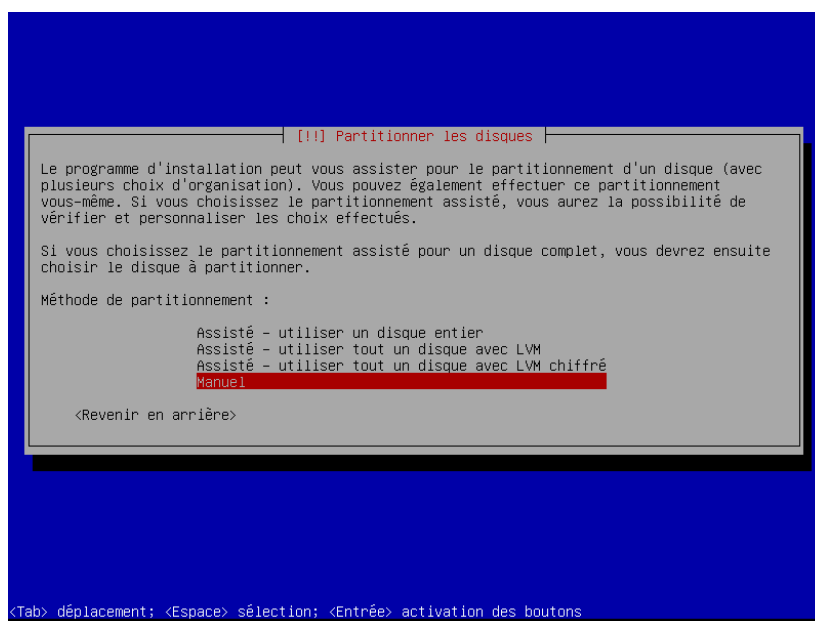 [!!] Partitionner les disques
Le programme d'installation peut vous assister pour le partitionnement d'un disque (avec
plusieurs choix d'organisation). Vous pouvez également effectuer ce partitionnement
vous-même. Si vous choisissez le partitionnement assisté, vous aurez la possibilité de
vérifier et personnaliser les choix effectués.
Si vous choisissez le partitionnement assisté pour un disque complet, vous devrez ensuite
choisir le disque à partitionner.
Méthode de partitionnement :
Assisté – utiliser un disque entier
Assisté – utiliser tout un disque avec LVM
Assisté – utiliser tout un disque avec LVM chiffré
Manuel
<Revenir en arrière>
<Tab> déplacement; <Espace> sélection; <Entrée> activation des boutons